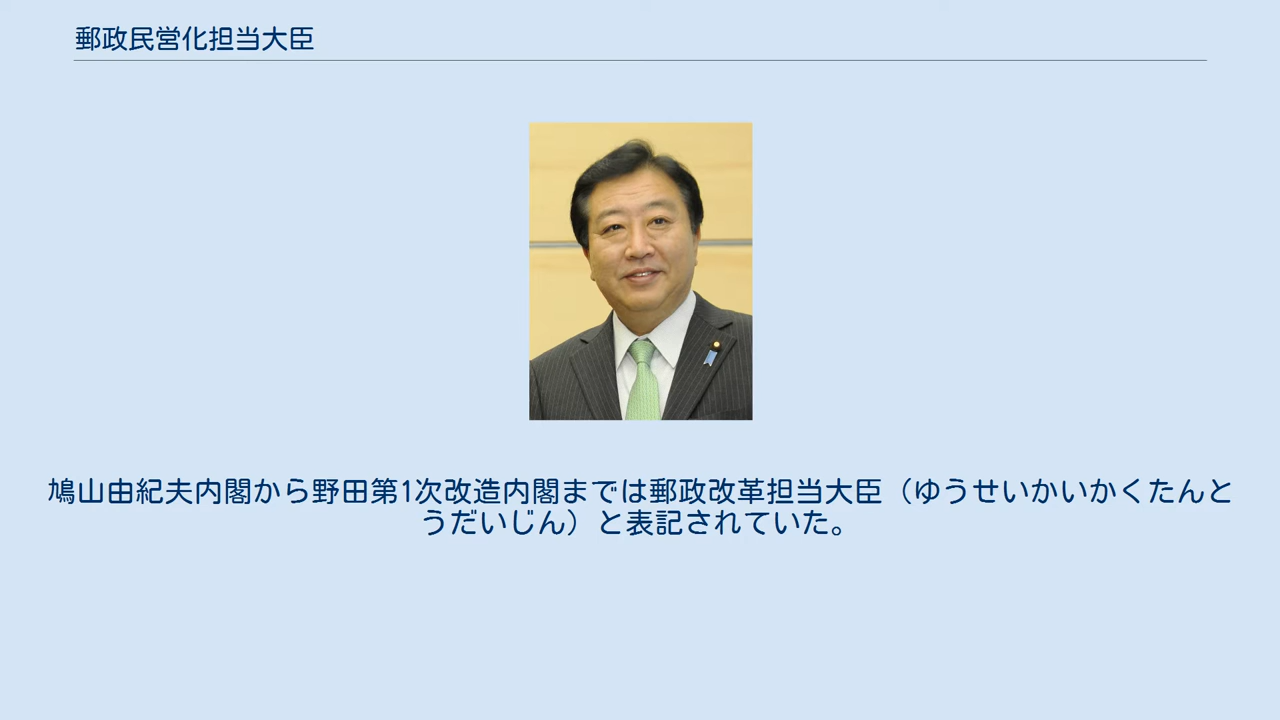 郵政民営化担当大臣
鳩山由紀夫内閣から野田第1次改造内閣までは郵政改革担当大臣（ゆうせいかいかくたんと
うだいじん）と表記されていた。